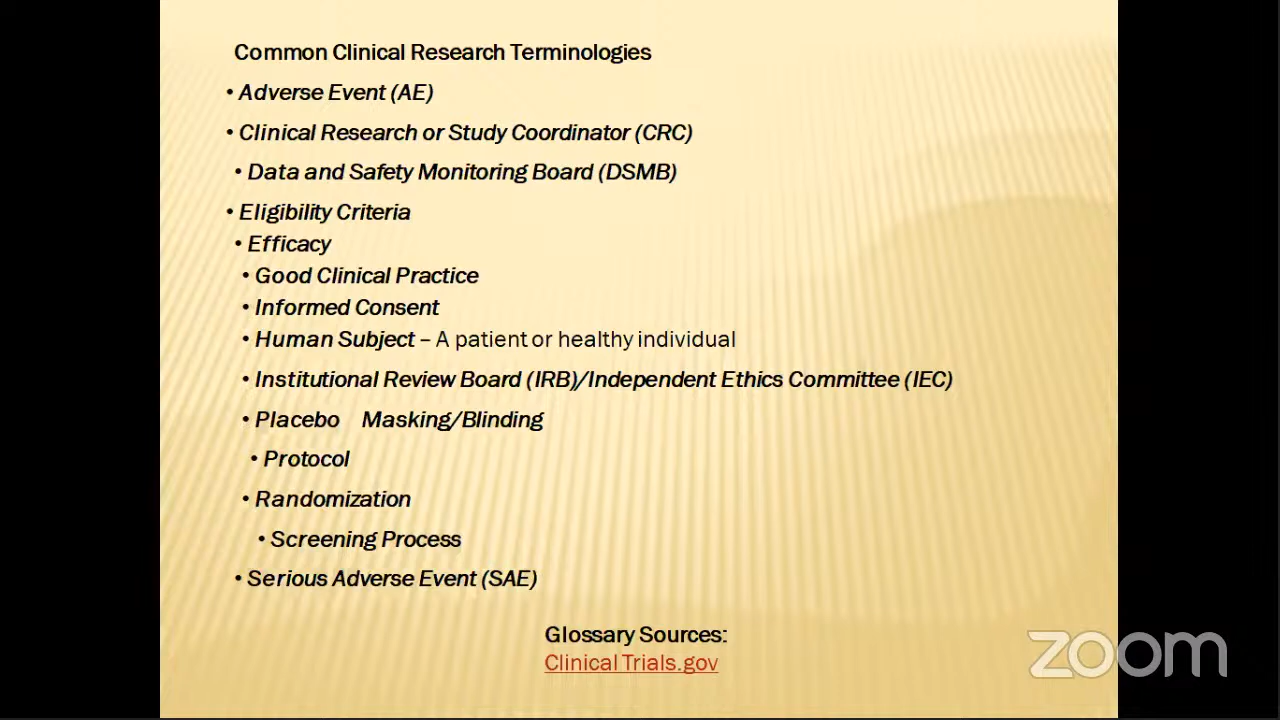 Common Clinical Research Terminologies
• Adverse Event (AE)
• Clinical Research or Study Coordinator (CRC)
• Data and Safety Monitoring Board (DSMB)
• Eligibility Criteria
• Efficacy
• Good Clinical Practice
• Informed Consent
• Human Subject – A patient or healthy individual
• Institutional Review Board (IRB)/Independent Ethics Committee (IEC)
• Placebo Masking/Blinding
• Protocol
• Randomization
• Screening Process
• Serious Adverse Event (SAE)
Glossary Sources:
Clinical Trials.gov
zoom